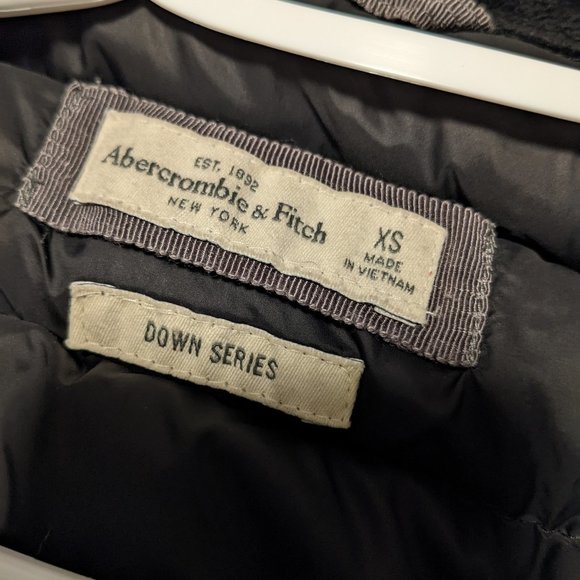 EST. 1892
Abercrombie & Fitch
NEW YORK
XS
MADE
IN VIETNAM
DOWN SERIES